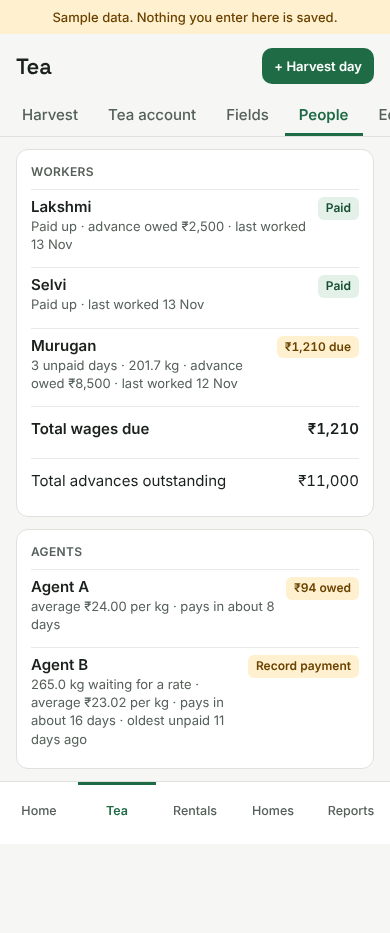 Sample data. Nothing you enter here is saved.
Tea
+ Harvest day
Harvest
Tea account
Fields
People
WORKERS
Lakshmi
Paid
Paid up · advance owed ₹2,500 · last worked
13 Nov
Selvi
Paid
Paid up · last worked 13 Nov
Murugan
₹1,210 due
3 unpaid days · 201.7 kg · advance
owed ₹8,500 · last worked 12 Nov
Total wages due
₹1,210
Total advances outstanding
₹11,000
AGENTS
Agent A
₹94 owed
average ₹24.00 per kg · pays in about 8
days
Agent B
Record payment
265.0 kg waiting for a rate ·
average ₹23.02 per kg · pays in
about 16 days · oldest unpaid 11
days ago
Home
Tea
Rentals
Homes
Reports